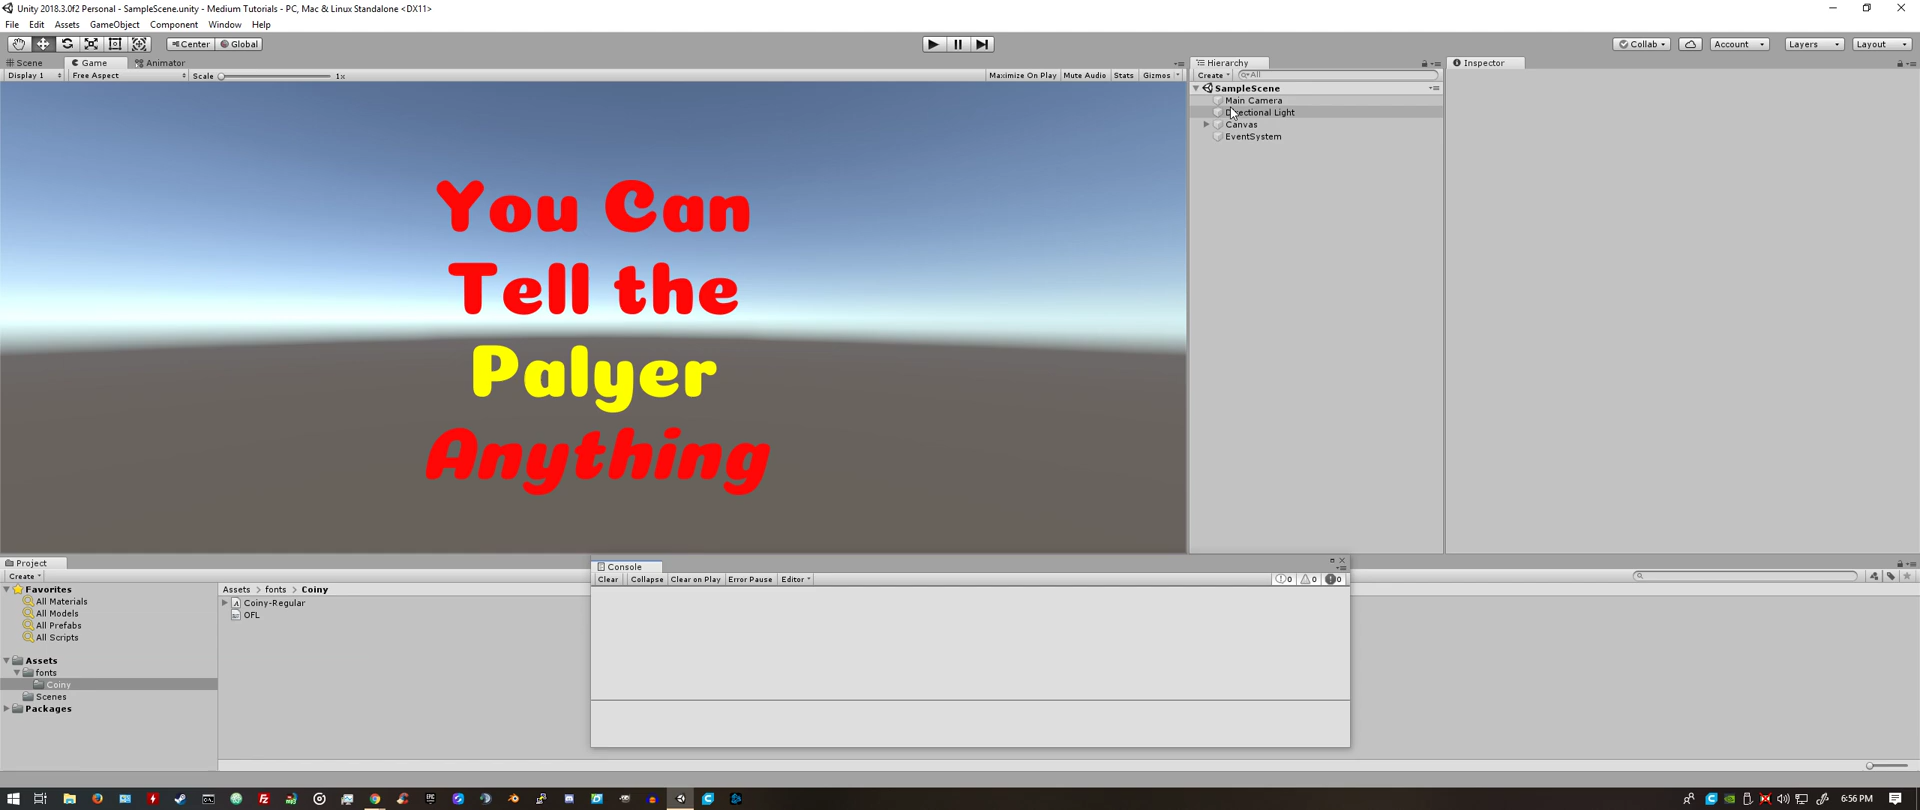 Unity 2018.3.0f2 Personal - SampleScene.unity - Medium Tutorials - PC, Mac & Linux Standalone <DX11>
File Edit Assets GameObject Component Window Help
Center Global Collab Account Layers Layout
Scene Game Animator
Display 1 Free Aspect Scale 1x Maximize On Play Mute Audio Stats Gizmos
You Can
Tell the
Palyer
Anything
Hierarchy
Create All
SampleScene
Main Camera
Directional Light
Canvas
EventSystem
Inspector
Project
Create
Favorites
All Materials
All Models
All Prefabs
All Scripts
Assets
fonts
Coiny
Scenes
Packages
Assets > fonts > Coiny
Coiny-Regular
OFL
Console
Clear Collapse Clear on Play Error Pause Editor 0 0 0
6:56 PM